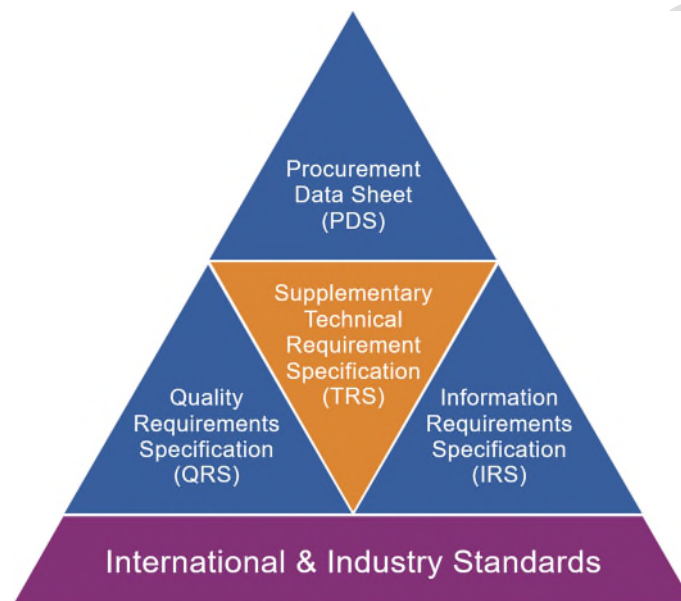 Procurement
Data Sheet
(PDS)
Supplementary
Technical
Requirement
Specification
(TRS)
Quality
Requirements
Specification
(QRS)
Information
Requirements
Specification
(IRS)
International & Industry Standards